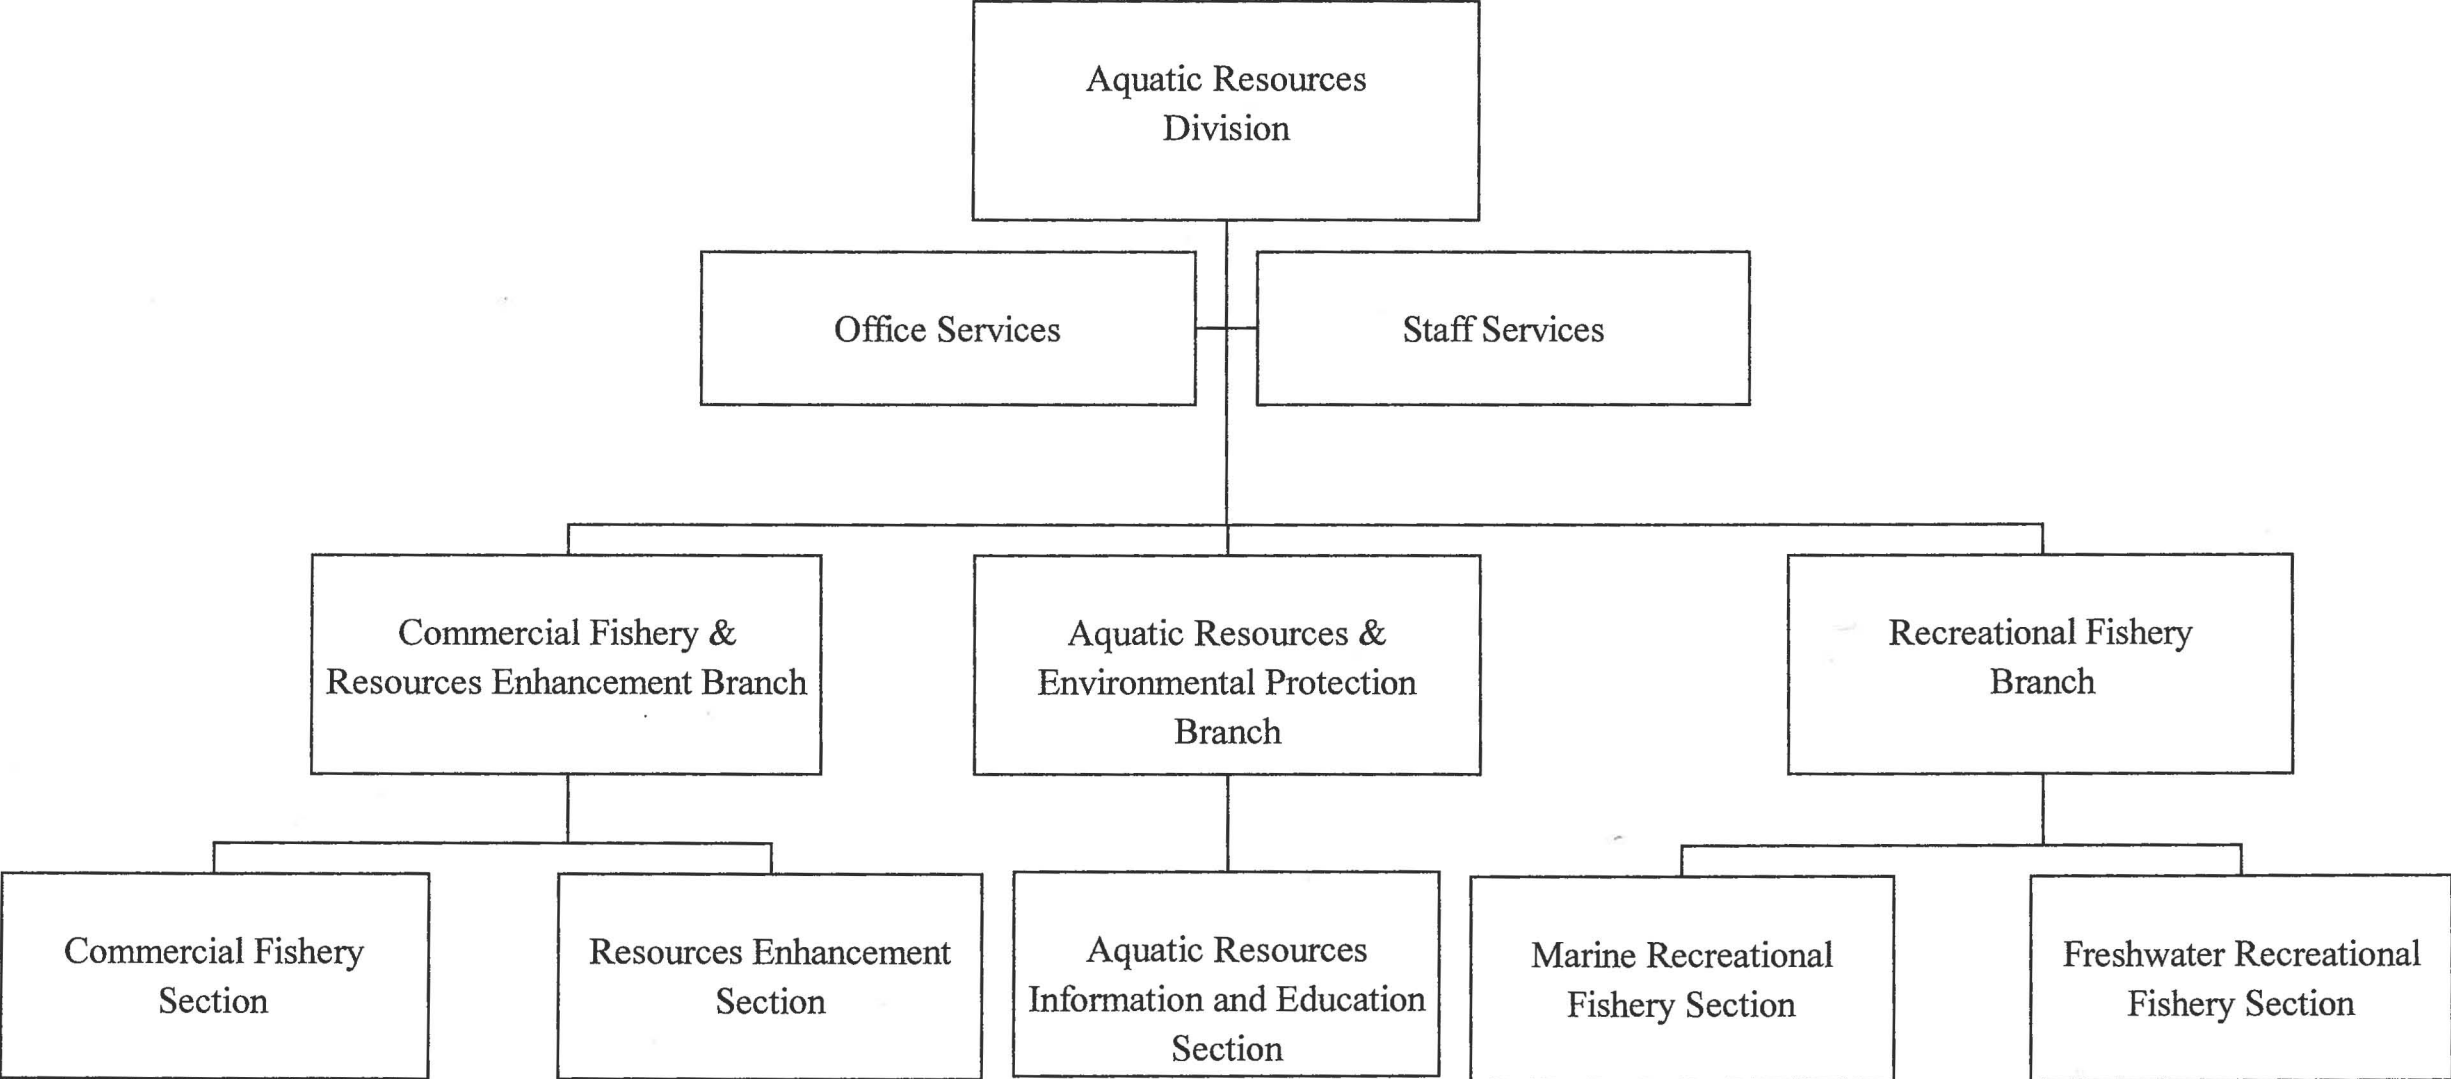 Aquatic Resources
Division
Office Services
Staff Services
Commercial Fishery &
Resources Enhancement Branch
Aquatic Resources &
Environmental Protection
Branch
Recreational Fishery
Branch
Commercial Fishery
Section
Resources Enhancement
Section
Aquatic Resources
Information and Education
Section
Marine Recreational
Fishery Section
Freshwater Recreational
Fishery Section